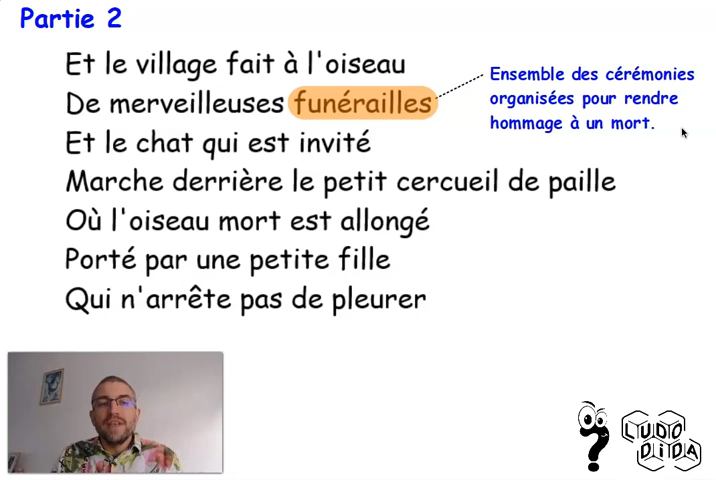 Partie 2
Et le village fait à l'oiseau
De merveilleuses funérailles
Et le chat qui est invité
Marche derrière le petit cercueil de paille
Où l'oiseau mort est allongé
Porté par une petite fille
Qui n'arrête pas de pleurer
Ensemble des cérémonies
organisées pour rendre
hommage à un mort.
LUDO
DiDA